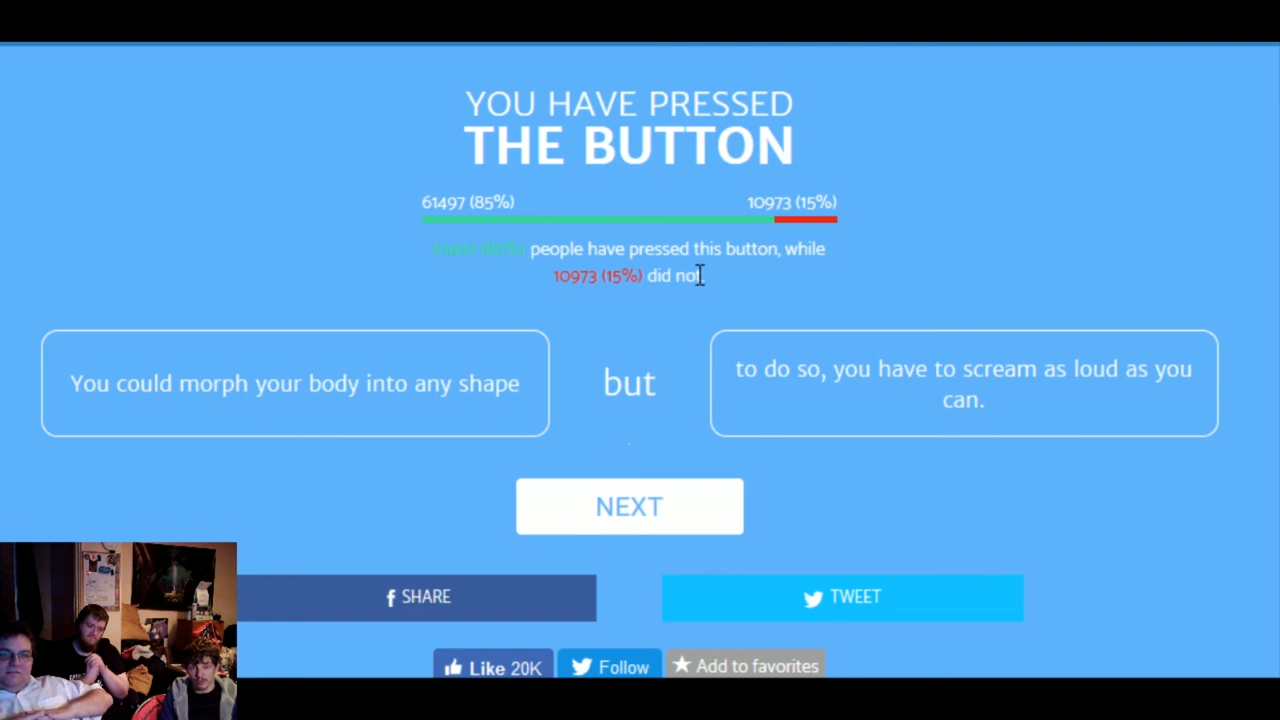 YOU HAVE PRESSED
THE BUTTON
61497 (85%) 10973 (15%)
61497 (85%) people have pressed this button, while
10973 (15%) did not.
You could morph your body into any shape
but
to do so, you have to scream as loud as you
can.
NEXT
SHARE
TWEET
Like 20K
Follow
Add to favorites